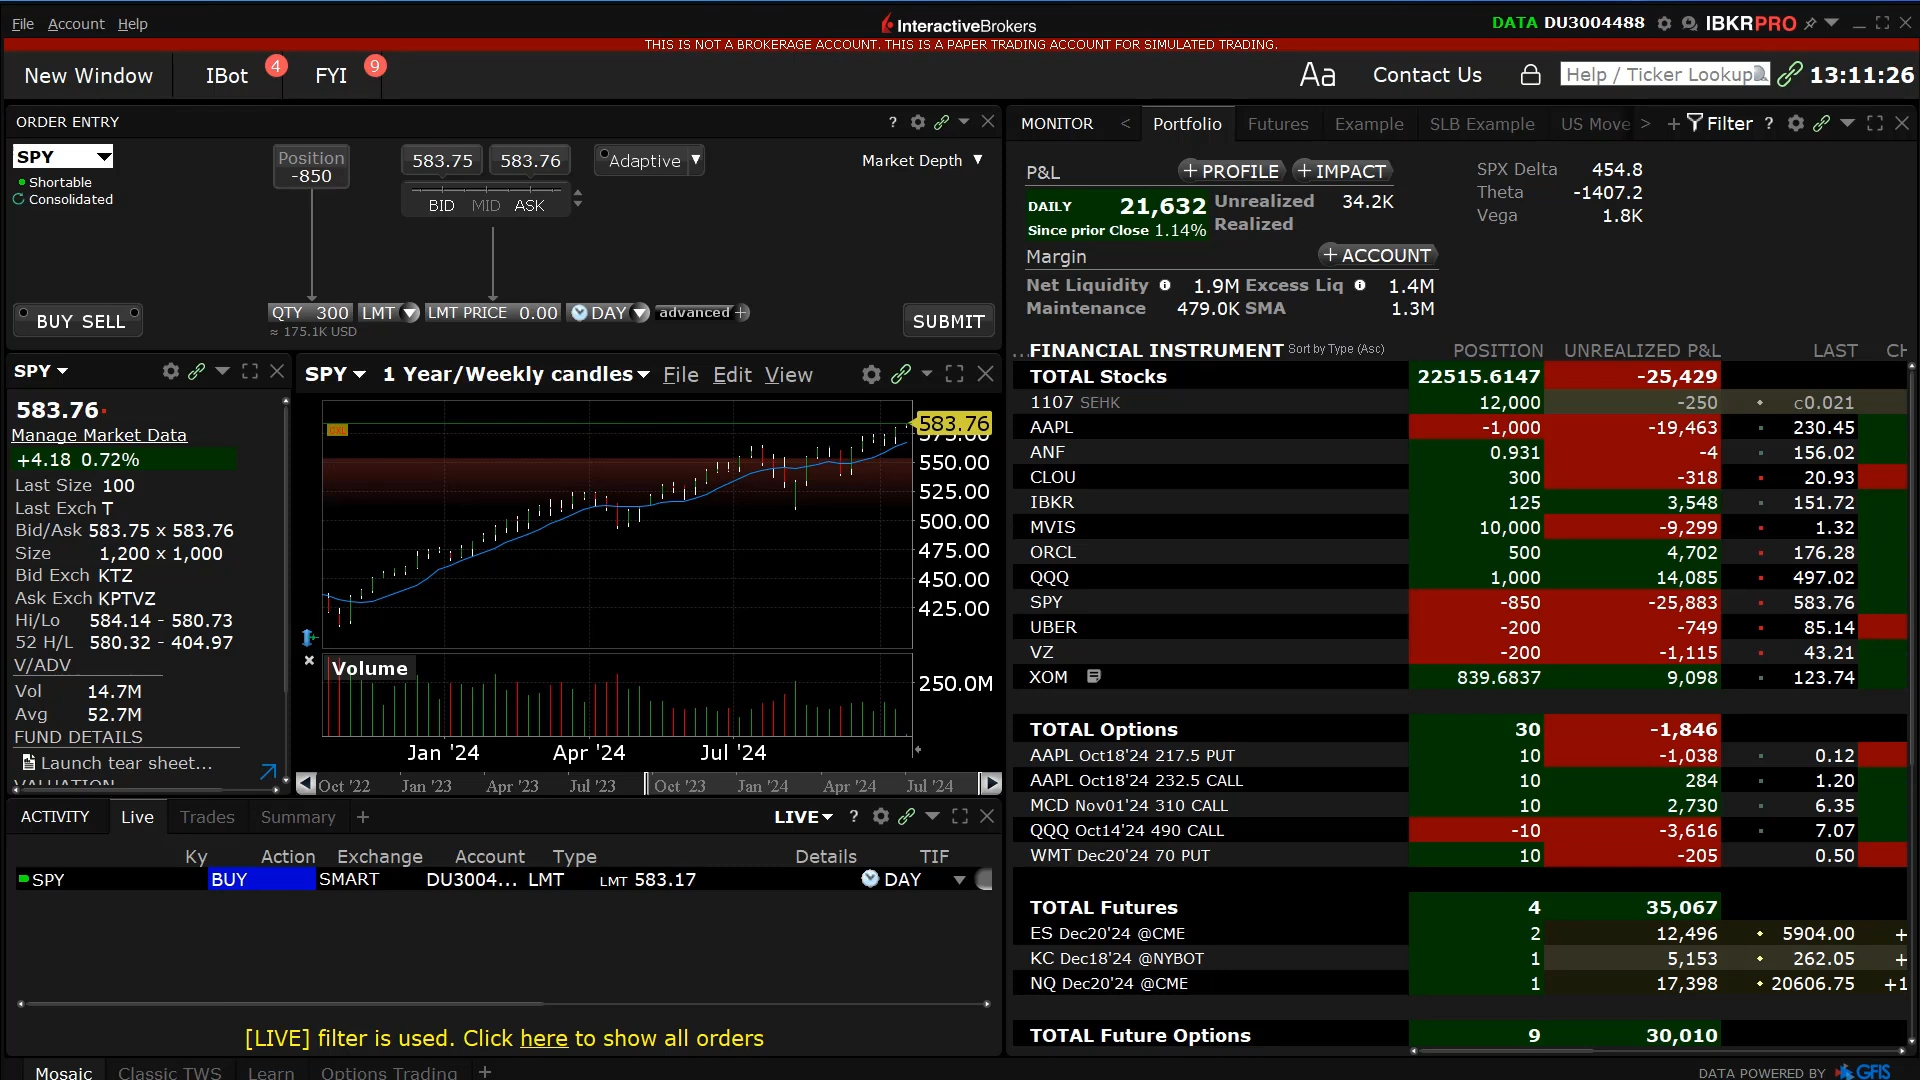 File Account Help
InteractiveBrokers
DATA DU3004488 IBKRPRO
THIS IS NOT A BROKERAGE ACCOUNT. THIS IS A PAPER TRADING ACCOUNT FOR SIMULATED TRADING.
New Window IBot 4 FYI 9 Aa Contact Us Help / Ticker Lookup 13:11:26
ORDER ENTRY ?
SPY Position -850 583.75 583.76 Adaptive Market Depth
Shortable
Consolidated
BID MID ASK
QTY 300 LMT LMT PRICE 0.00 DAY advanced +
≈ 175.1K USD
BUY SELL SUBMIT
SPY
583.76
Manage Market Data
+4.18 0.72%
Last Size 100
Last Exch T
Bid/Ask 583.75 x 583.76
Size 1,200 x 1,000
Bid Exch KTZ
Ask Exch KPTVZ
Hi/Lo 584.14 - 580.73
52 H/L 580.32 - 404.97
V/ADV
Vol 14.7M
Avg 52.7M
FUND DETAILS
Launch tear sheet...
VALUATION
SPY 1 Year/Weekly candles File Edit View
583.76
575.00
550.00
525.00
500.00
475.00
450.00
425.00
Volume
250.0M
Jan '24 Apr '24 Jul '24
Oct '22 Jan '23 Apr '23 Jul '23 Oct '23 Jan '24 Apr '24 Jul '24
ACTIVITY Live Trades Summary + LIVE ?
Ky Action Exchange Account Type Details TIF
SPY BUY SMART DU3004... LMT LMT 583.17 DAY
[LIVE] filter is used. Click here to show all orders
MONITOR < Portfolio Futures Example SLB Example US Move > + Filter ?
P&L + PROFILE + IMPACT
DAILY 21,632
Since prior Close 1.14%
Unrealized 34.2K
Realized
SPX Delta 454.8
Theta -1407.2
Vega 1.8K
Margin + ACCOUNT
Net Liquidity 1.9M Excess Liq 1.4M
Maintenance 479.0K SMA 1.3M
...FINANCIAL INSTRUMENT Sort by Type (Asc) POSITION UNREALIZED P&L LAST CH
TOTAL Stocks 22515.6147 -25,429
1107 SEHK 12,000 -250 c0.021
AAPL -1,000 -19,463 230.45
ANF 0.931 -4 156.02
CLOU 300 -318 20.93
IBKR 125 3,548 151.72
MVIS 10,000 -9,299 1.32
ORCL 500 4,702 176.28
QQQ 1,000 14,085 497.02
SPY -850 -25,883 583.76
UBER -200 -749 85.14
VZ -200 -1,115 43.21
XOM 839.6837 9,098 123.74
TOTAL Options 30 -1,846
AAPL Oct18'24 217.5 PUT 10 -1,038 0.12
AAPL Oct18'24 232.5 CALL 10 284 1.20
MCD Nov01'24 310 CALL 10 2,730 6.35
QQQ Oct14'24 490 CALL -10 -3,616 7.07
WMT Dec20'24 70 PUT 10 -205 0.50
TOTAL Futures 4 35,067
ES Dec20'24 @CME 2 12,496 5904.00 +
KC Dec18'24 @NYBOT 1 5,153 262.05 +
NQ Dec20'24 @CME 1 17,398 20606.75 +1
TOTAL Future Options 9 30,010
Mosaic Classic TWS Learn Options Trading +
DATA POWERED BY GFIS